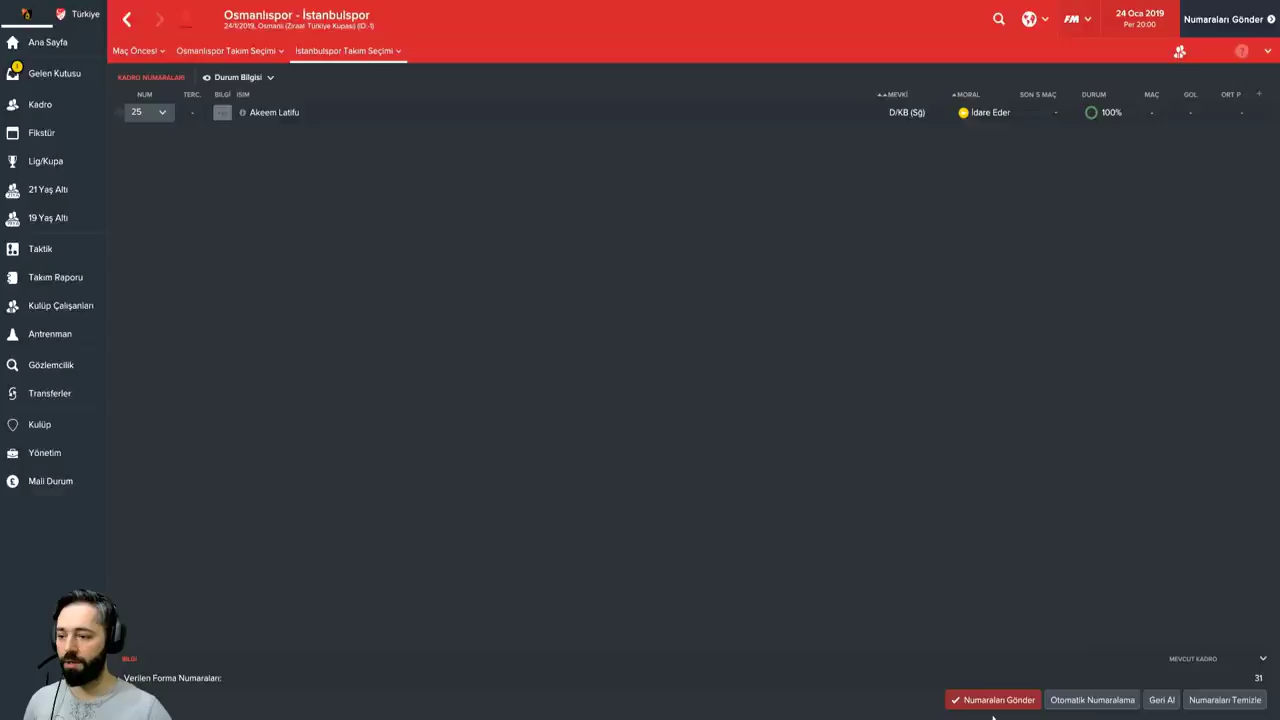 Türkiye
Osmanlıspor - İstanbulspor
24/1/2019, Osmanlı (Ziraat Türkiye Kupası) (ID:-1)
FM
24 Oca 2019
Per 20:00
Numaraları Gönder
Ana Sayfa
Maç Öncesi
Osmanlıspor Takım Seçimi
İstanbulspor Takım Seçimi
Gelen Kutusu
KADRO NUMARALARI
Durum Bilgisi
NUM TERC. BİLGİ İSİM MEVKİ MORAL SON 5 MAÇ DURUM MAÇ GOL ORT P +
Kadro
25 - Akeem Latifu D/KB (Sğ) İdare Eder - 100% - - -
Fikstür
Lig/Kupa
21 Yaş Altı
19 Yaş Altı
Taktik
Takım Raporu
Kulüp Çalışanları
Antrenman
Gözlemcilik
Transferler
Kulüp
Yönetim
Mali Durum
BİLGİ
MEVCUT KADRO
Verilen Forma Numaraları:
31
Numaraları Gönder
Otomatik Numaralama
Geri Al
Numaraları Temizle